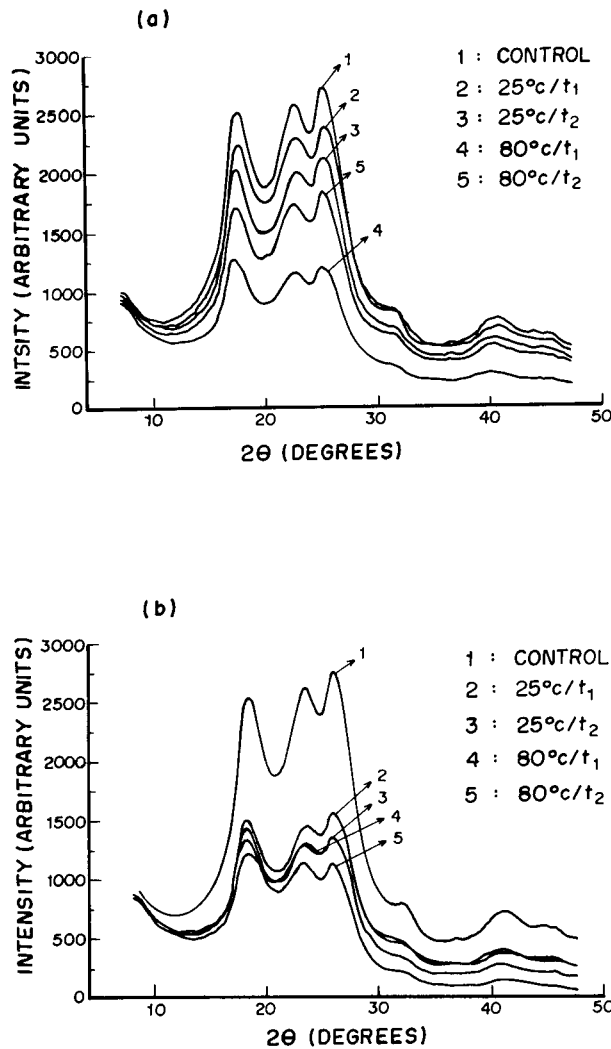 (a)
INTSITY (ARBITRARY UNITS)
3000
2500
2000
1500
1000
500
0
1
2
3
5
4
1 : CONTROL
2 : 25°c/t1
3 : 25°c/t2
4 : 80°c/t1
5 : 80°c/t2
10 20 30 40 50
2θ (DEGREES)
(b)
INTENSITY (ARBITRARY UNITS)
3000
2500
2000
1500
1000
500
0
1
2
3
4
5
1 : CONTROL
2 : 25°c/t1
3 : 25°c/t2
4 : 80°c/t1
5 : 80°c/t2
10 20 30 40 50
2θ (DEGREES)